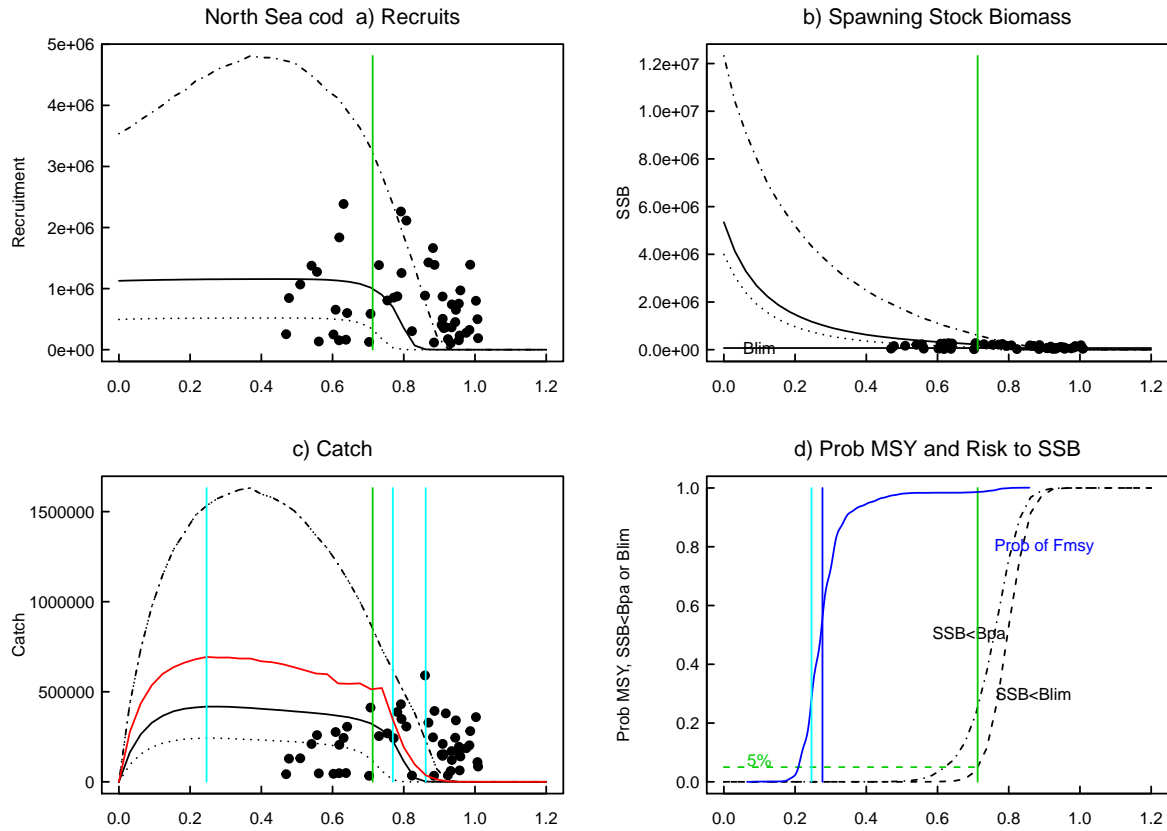 North Sea cod a) Recruits
b) Spawning Stock Biomass
Recruitment
5e+06
4e+06
3e+06
2e+06
1e+06
0e+00
0.0 0.2 0.4 0.6 0.8 1.0 1.2
SSB
1.2e+07
1.0e+07
8.0e+06
6.0e+06
4.0e+06
2.0e+06
0.0e+00
Blim
0.0 0.2 0.4 0.6 0.8 1.0 1.2
c) Catch
d) Prob MSY and Risk to SSB
Catch
1500000
1000000
500000
0
0.0 0.2 0.4 0.6 0.8 1.0 1.2
Prob MSY, SSB<Bpa or Blim
1.0
0.8
0.6
0.4
0.2
0.0
Prob of Fmsy
SSB<Bpa
SSB<Blim
5%
0.0 0.2 0.4 0.6 0.8 1.0 1.2